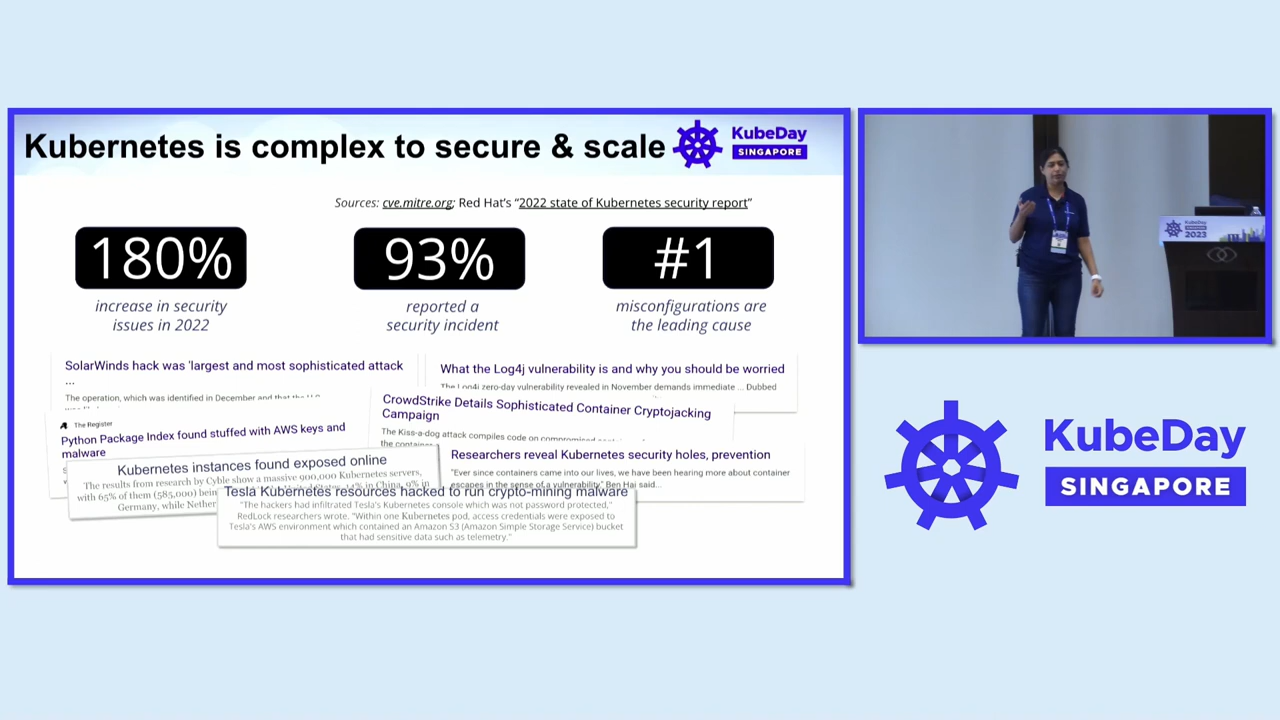 Kubernetes is complex to secure & scale
KubeDay
SINGAPORE
Sources: cve.mitre.org; Red Hat's “2022 state of Kubernetes security report”
180%
increase in security
issues in 2022
93%
reported a
security incident
#1
misconfigurations are
the leading cause
SolarWinds hack was 'largest and most sophisticated attack
...
The operation, which was identified in December and that the U.S.
What the Log4j vulnerability is and why you should be worried
The Log4j zero-day vulnerability revealed in November demands immediate ... Dubbed
CrowdStrike Details Sophisticated Container Cryptojacking
Campaign
The Kiss-a-dog attack compiles code on compromised
the container
The Register
Python Package Index found stuffed with AWS keys and
malware
Researchers reveal Kubernetes security holes, prevention
"Ever since containers came into our lives, we have been hearing more about container
escapes in the sense of a vulnerability," Ben Hai said...
Kubernetes instances found exposed online
The results from research by Cyble show a massive 900,000 Kubernetes servers,
with 65% of them (585,000) bein 14% in China, 9% in
Germany, while Nether
Tesla Kubernetes resources hacked to run crypto-mining malware
"The hackers had infiltrated Tesla's Kubernetes console which was not password protected,"
RedLock researchers wrote. "Within one Kubernetes pod, access credentials were exposed to
Tesla's AWS environment which contained an Amazon S3 (Amazon Simple Storage Service) bucket
that had sensitive data such as telemetry."
KubeDay
2023
KubeDay
SINGAPORE